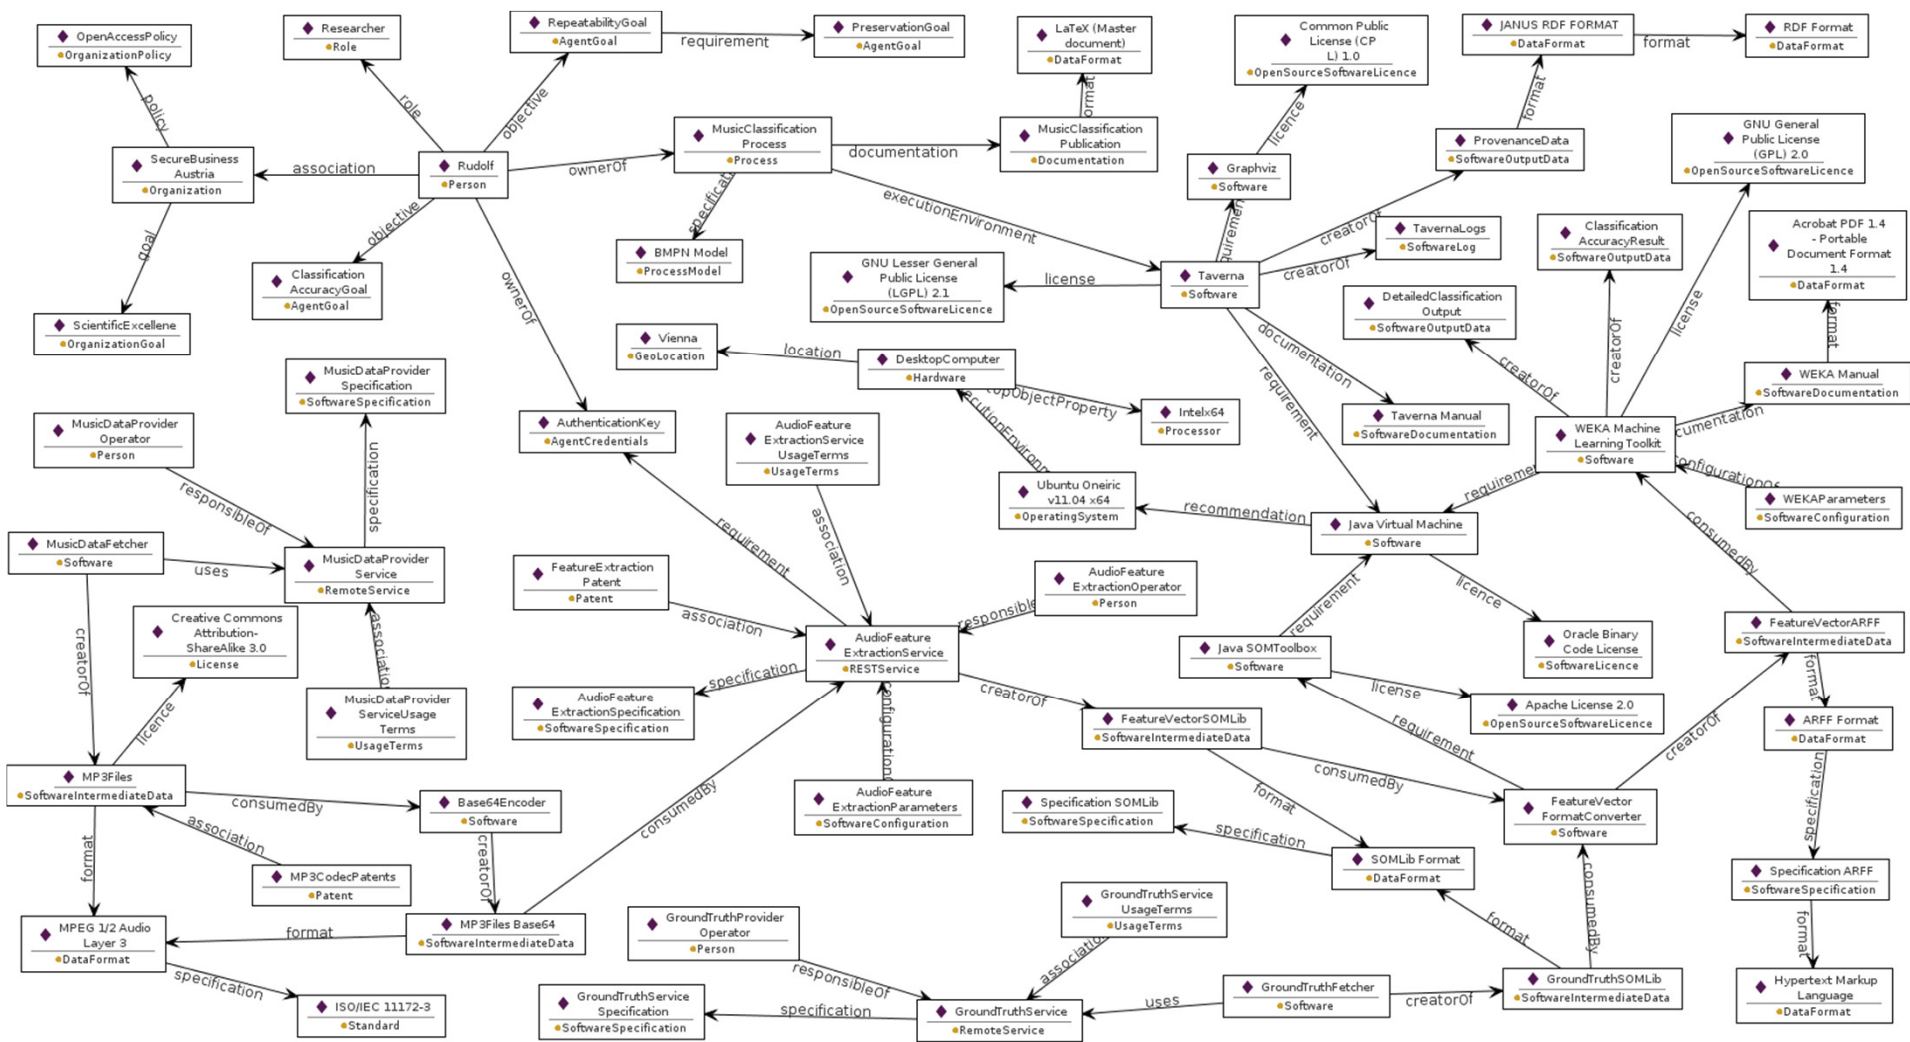 OpenAccessPolicy
OrganizationPolicy
Researcher
Role
RepeatabilityGoal
AgentGoal
requirement
PreservationGoal
AgentGoal
LaTeX (Master
document)
DataFormat
Common Public
License (CP
L) 1.0
OpenSourceSoftwareLicence
JANUS RDF FORMAT
DataFormat
format
RDF Format
DataFormat
policy
role
objective
format
licence
format
SecureBusiness
Austria
Organization
association
Rudolf
Person
ownerOf
MusicClassification
Process
Process
documentation
MusicClassification
Publication
Documentation
Graphviz
Software
ProvenanceData
SoftwareOutputData
GNU General
Public License
(GPL) 2.0
OpenSourceSoftwareLicence
goal
objective
specificati
executionEnvironment
creatorOf
BMPN Model
ProcessModel
Classification
AccuracyGoal
AgentGoal
ownerOf
GNU Lesser General
Public License
(LGPL) 2.1
OpenSourceSoftwareLicence
license
Taverna
Software
creatorOf
TavernaLogs
SoftwareLog
Classification
AccuracyResult
SoftwareOutputData
Acrobat PDF 1.4
- Portable
Document Format
1.4
DataFormat
ScientificExcellene
OrganizationGoal
DetailedClassification
Output
SoftwareOutputData
creatorOf
license
format
Vienna
GeoLocation
location
DesktopComputer
Hardware
topObjectProperty
documentation
requirement
creatorOf
WEKA Manual
SoftwareDocumentation
MusicDataProvider
Specification
SoftwareSpecification
Intelx64
Processor
Taverna Manual
SoftwareDocumentation
cumentation
MusicDataProvider
Operator
Person
AuthenticationKey
AgentCredentials
AudioFeature
ExtractionService
UsageTerms
UsageTerms
ecutionEnvironm
WEKA Machine
Learning Toolkit
Software
configurationOf
WEKAParameters
SoftwareConfiguration
responsibleOf
specification
Ubuntu Oneiric
v11.04 x64
OperatingSystem
recommendation
requirement
Java Virtual Machine
Software
consumedBy
MusicDataFetcher
Software
uses
MusicDataProvider
Service
RemoteService
requirement
association
FeatureExtraction
Patent
Patent
association
AudioFeature
ExtractionOperator
Person
responsible
requirement
licence
Creative Commons
Attribution-
ShareAlike 3.0
License
association
AudioFeature
ExtractionService
RESTService
Java SOMToolbox
Software
Oracle Binary
Code License
SoftwareLicence
FeatureVectorARFF
SoftwareIntermediateData
creatorOf
licence
MusicDataProvider
ServiceUsage
Terms
UsageTerms
specification
AudioFeature
ExtractionSpecification
SoftwareSpecification
configurationO
creatorOf
FeatureVectorSOMLib
SoftwareIntermediateData
license
Apache License 2.0
OpenSourceSoftwareLicence
format
ARFF Format
DataFormat
requirement
creatorOf
MP3Files
SoftwareIntermediateData
consumedBy
Base64Encoder
Software
consumedBy
AudioFeature
ExtractionParameters
SoftwareConfiguration
consumedBy
format
Specification SOMLib
SoftwareSpecification
specification
FeatureVector
FormatConverter
Software
specification
association
format
creatorOf
SOMLib Format
DataFormat
Specification ARFF
SoftwareSpecification
MP3CodecPatents
Patent
MPEG 1/2 Audio
Layer 3
DataFormat
format
MP3Files Base64
SoftwareIntermediateData
GroundTruthProvider
Operator
Person
GroundTruthService
UsageTerms
UsageTerms
format
consumedBy
format
specification
ISO/IEC 11172-3
Standard
GroundTruthService
Specification
SoftwareSpecification
responsibleOf
association
specification
GroundTruthService
RemoteService
uses
GroundTruthFetcher
Software
creatorOf
GroundTruthSOMLib
SoftwareIntermediateData
Hypertext Markup
Language
DataFormat